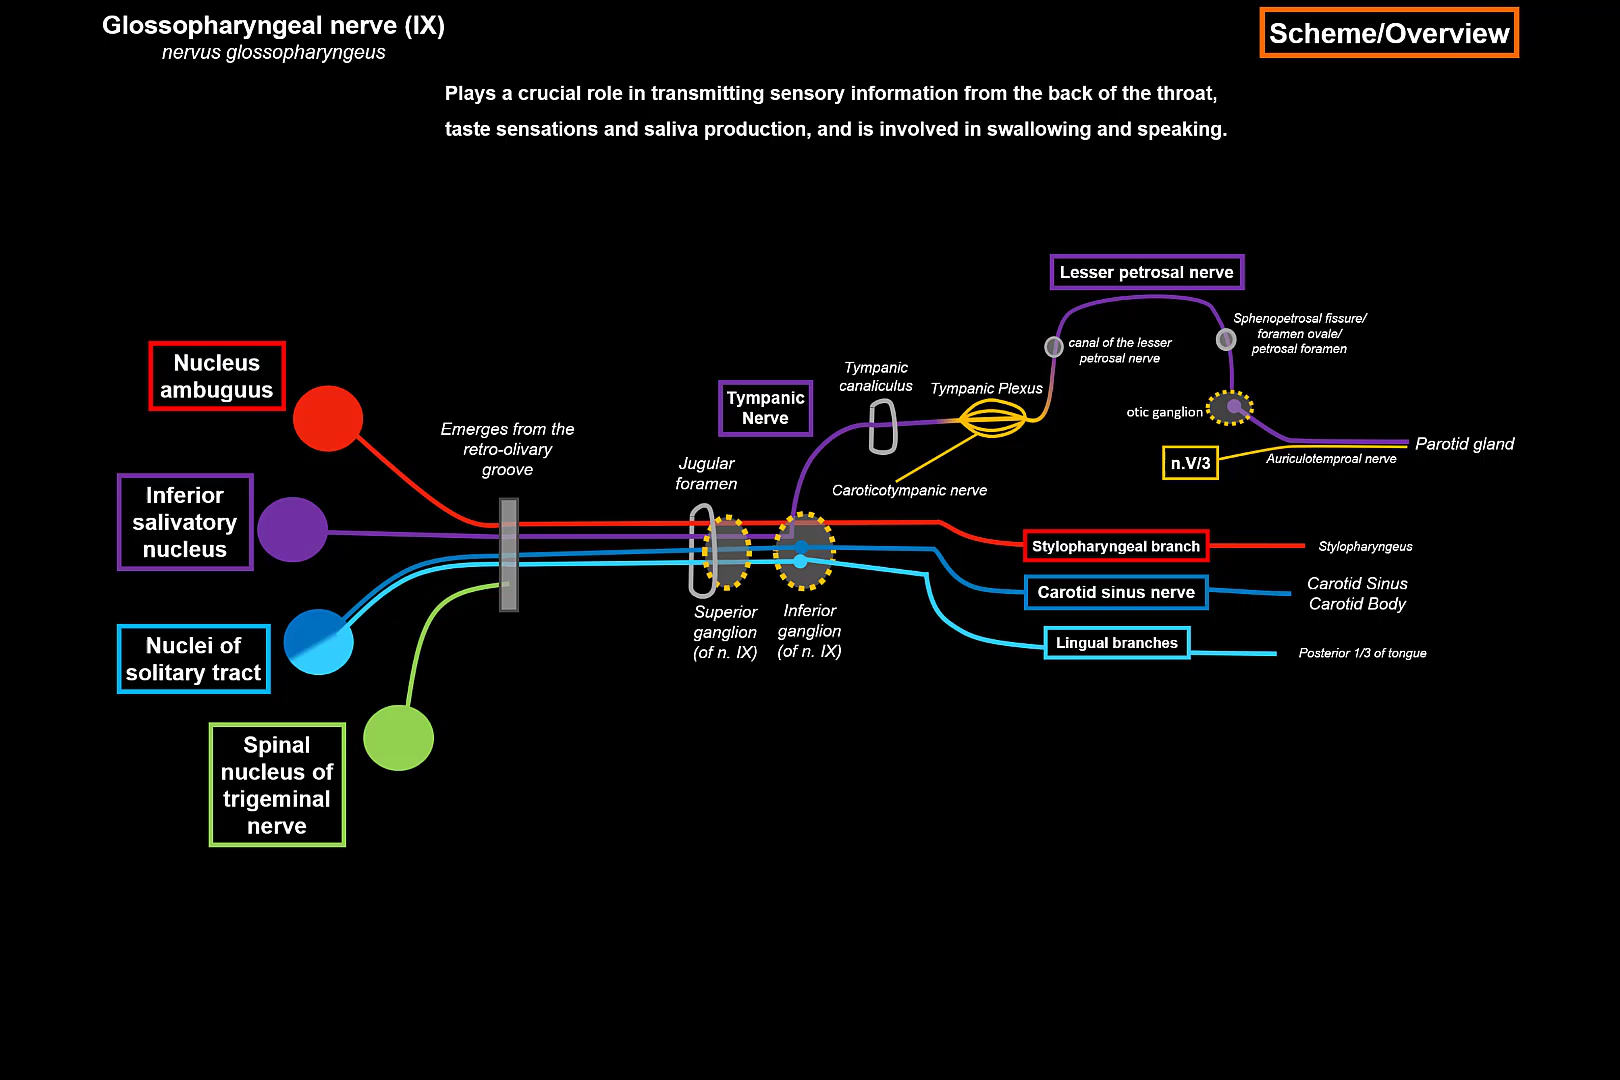 Glossopharyngeal nerve (IX)
nervus glossopharyngeus
Scheme/Overview
Plays a crucial role in transmitting sensory information from the back of the throat,
taste sensations and saliva production, and is involved in swallowing and speaking.
Lesser petrosal nerve
Sphenopetrosal fissure/
foramen ovale/
petrosal foramen
canal of the lesser
petrosal nerve
Nucleus
ambuguus
Tympanic
canaliculus
Tympanic Plexus
Tympanic
Nerve
otic ganglion
Emerges from the
retro-olivary
groove
Parotid gland
n.V/3
Auriculotemproal nerve
Jugular
foramen
Caroticotympanic nerve
Inferior
salivatory
nucleus
Stylopharyngeal branch
Stylopharyngeus
Carotid sinus nerve
Carotid Sinus
Carotid Body
Superior
ganglion
(of n. IX)
Inferior
ganglion
(of n. IX)
Lingual branches
Posterior 1/3 of tongue
Nuclei of
solitary tract
Spinal
nucleus of
trigeminal
nerve